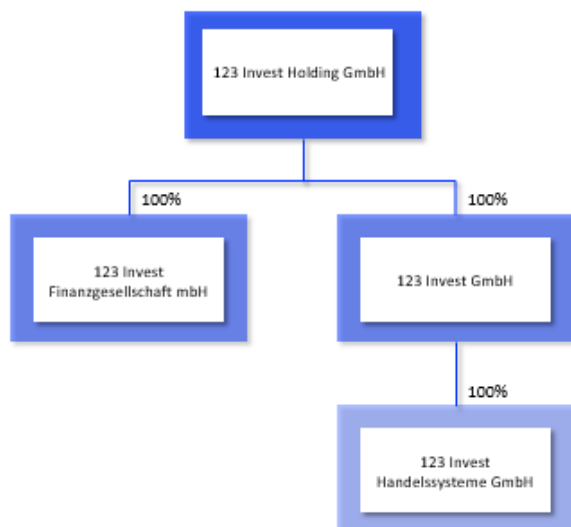 123 Invest Holding GmbH
100%
100%
123 Invest
Finanzgesellschaft mbH
123 Invest GmbH
100%
123 Invest
Handelssysteme GmbH